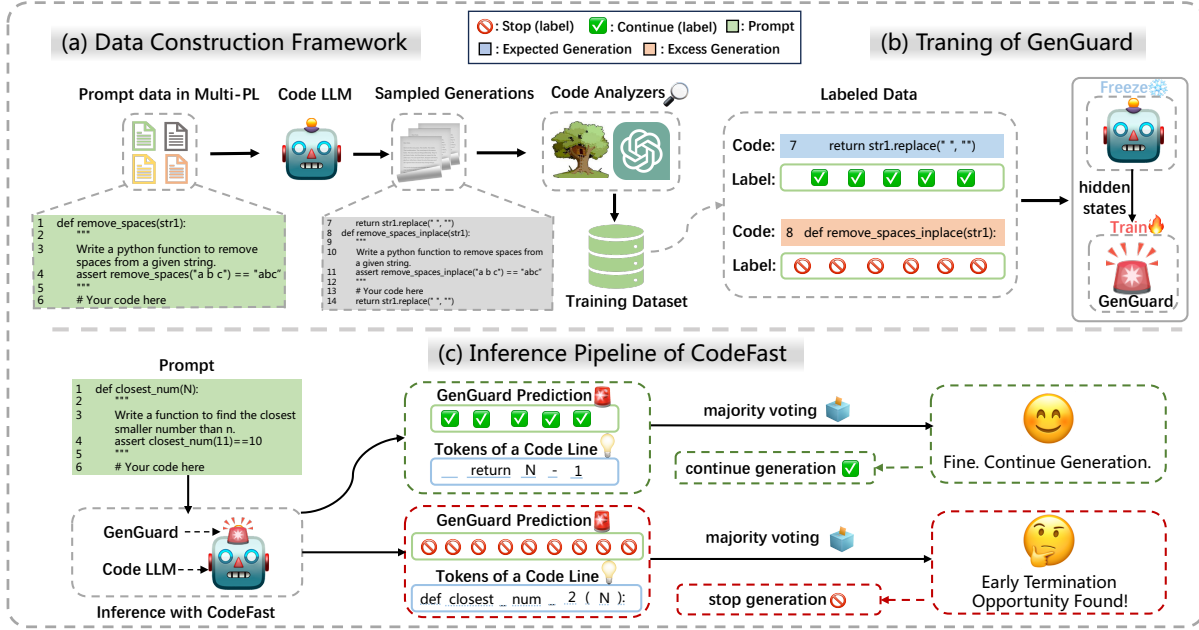 (a) Data Construction Framework
: Stop (label) : Continue (label) : Prompt
: Expected Generation : Excess Generation
(b) Traning of GenGuard
Prompt data in Multi-PL
Code LLM
Sampled Generations
Code Analyzers
1 def remove_spaces(str1):
2 """
3 Write a python function to remove
spaces from a given string.
4 assert remove_spaces("a b c") == "abc"
5 """
6 # Your code here
7 return str1.replace(" ", "")
8 def remove_spaces_inplace(str1):
9 """
10 Write a python function to remove spaces from
a given string.
11 assert remove_spaces_inplace("a b c") == "abc"
12 """
13 # Your code here
14 return str1.replace(" ", "")
Training Dataset
Labeled Data
Code: 7 return str1.replace(" ", "")
Label:
Code: 8 def remove_spaces_inplace(str1):
Label:
Freeze
hidden
states
Train
GenGuard
(c) Inference Pipeline of CodeFast
Prompt
1 def closest_num(N):
2 """
3 Write a function to find the closest
smaller number than n.
4 assert closest_num(11)==10
5 """
6 # Your code here
GenGuard
Code LLM
Inference with CodeFast
GenGuard Prediction
Tokens of a Code Line
__ return N - 1
majority voting
continue generation
Fine. Continue Generation.
GenGuard Prediction
Tokens of a Code Line
def closest _ num _ 2 ( N ):
majority voting
stop generation
Early Termination
Opportunity Found!